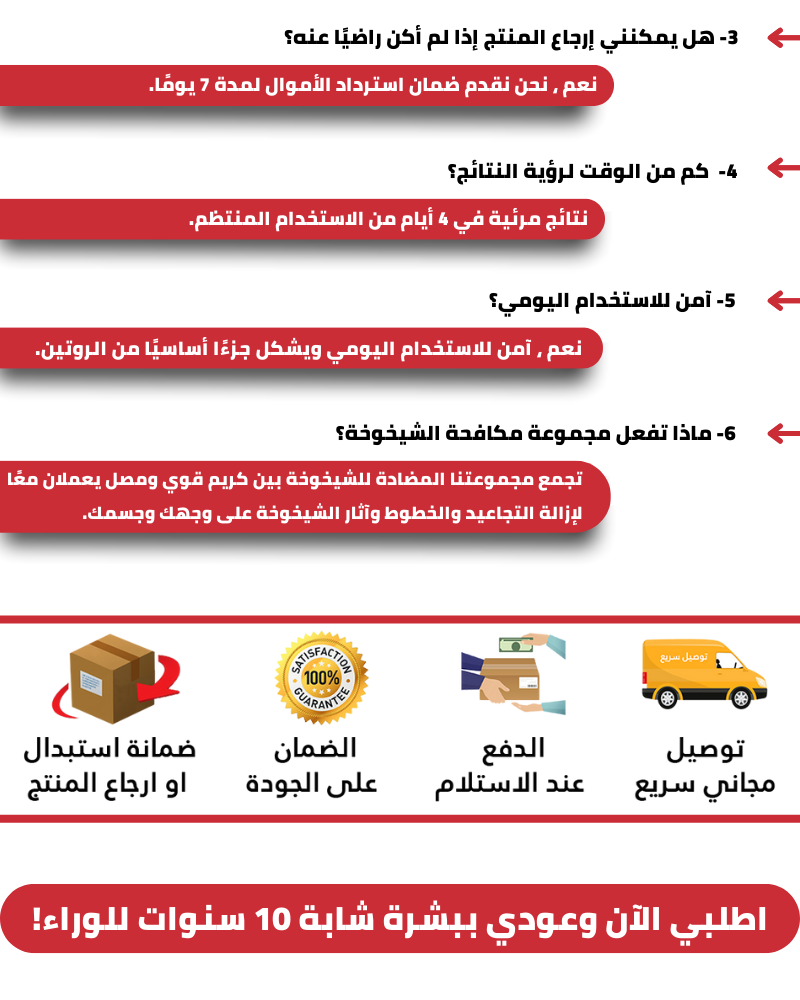 3- هل يمكنني إرجاع المنتج إذا لم أكن راضيًا عنه؟
نعم , نحن نقدم ضمان استرداد الأموال لمدة 7 يومًا.
4- كم من الوقت لرؤية النتائج؟
نتائج مرئية في 4 أيام من الاستخدام المنتظم.
5- آمن للاستخدام اليومي؟
نعم , آمن للاستخدام اليومي ويشكل جزءًا أساسيًا من الروتين.
6- ماذا تفعل مجموعة مكافحة الشيخوخة؟
تجمع مجموعتنا المضادة للشيخوخة بين كريم قوي ومصل يعملان معًا
لإزالة التجاعيد والخطوط وآثار الشيخوخة على وجهك وجسمك.
توصيل سريع
توصيل
مجاني سريع
الدفع
عند الاستلام
SATISFACTION
100%
GUARANTEE
الضمان
على الجودة
ضمانة استبدال
او ارجاع المنتج
اطلبي الآن وعودي ببشرة شابة 10 سنوات للوراء!